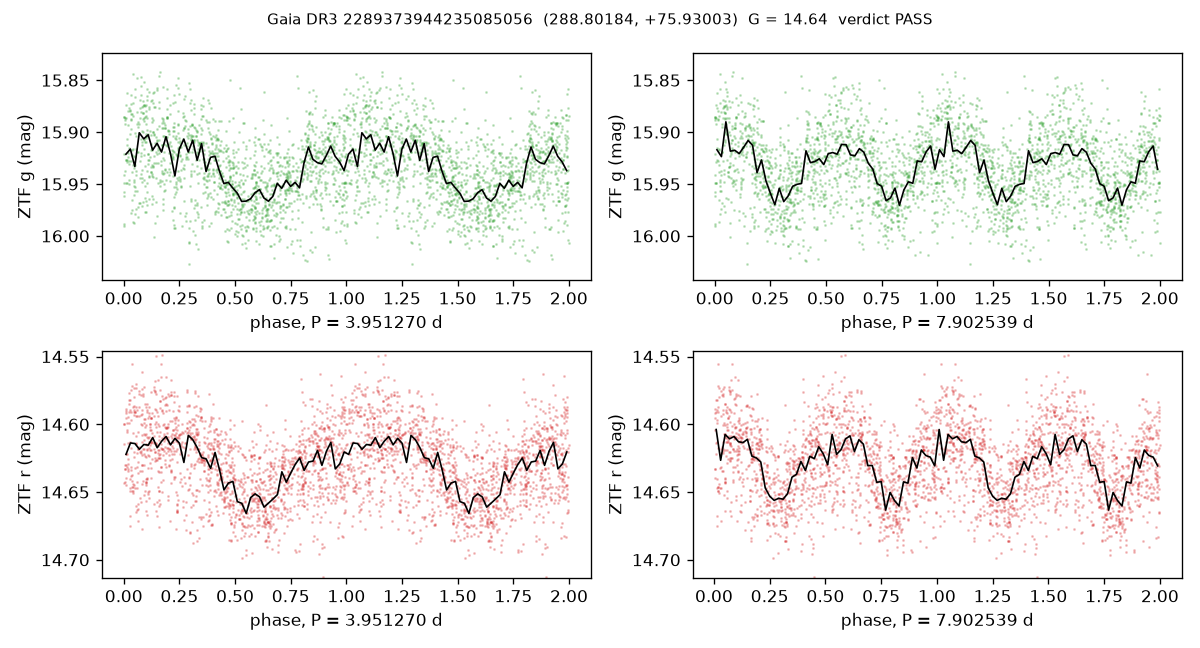 Gaia DR3 2289373944235085056  (288.80184, +75.93003)  G = 14.64  verdict PASS
ZTF g (mag)
15.85
15.90
15.95
16.00
0.00 0.25 0.50 0.75 1.00 1.25 1.50 1.75 2.00
phase, P = 3.951270 d
ZTF g (mag)
15.85
15.90
15.95
16.00
0.00 0.25 0.50 0.75 1.00 1.25 1.50 1.75 2.00
phase, P = 7.902539 d
ZTF r (mag)
14.55
14.60
14.65
14.70
0.00 0.25 0.50 0.75 1.00 1.25 1.50 1.75 2.00
phase, P = 3.951270 d
ZTF r (mag)
14.55
14.60
14.65
14.70
0.00 0.25 0.50 0.75 1.00 1.25 1.50 1.75 2.00
phase, P = 7.902539 d